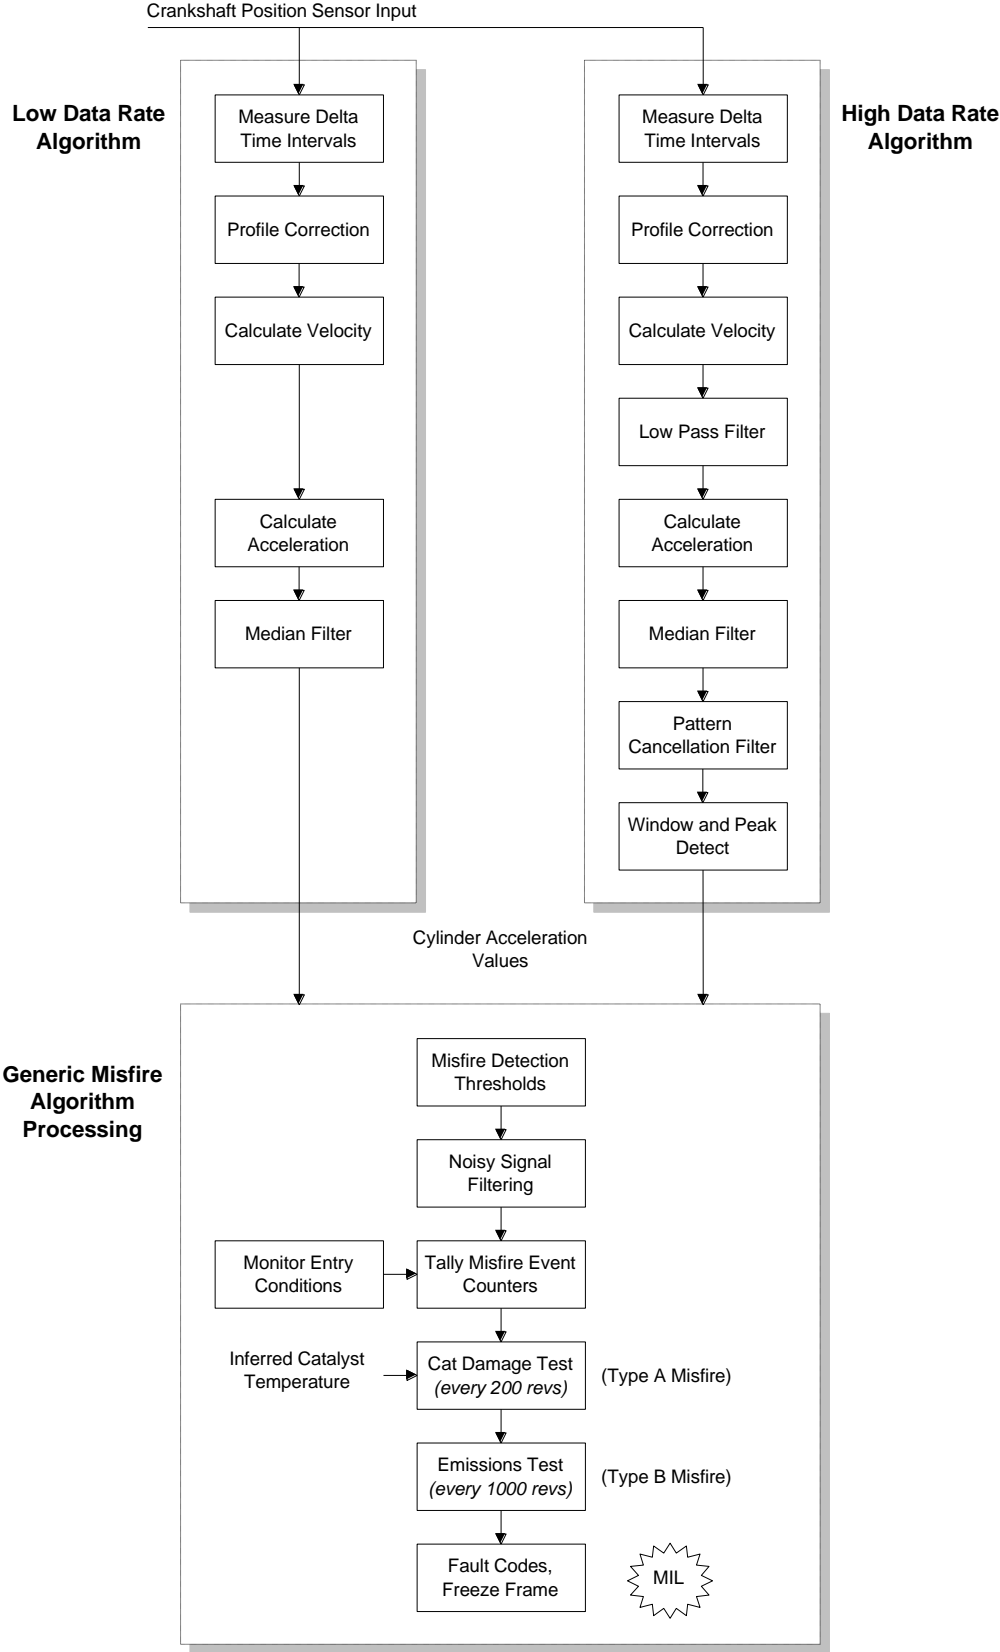 Crankshaft Position Sensor Input
Low Data Rate
Algorithm
Measure Delta
Time Intervals
Profile Correction
Calculate Velocity
Calculate
Acceleration
Median Filter
High Data Rate
Algorithm
Measure Delta
Time Intervals
Profile Correction
Calculate Velocity
Low Pass Filter
Calculate
Acceleration
Median Filter
Pattern
Cancellation Filter
Window and Peak
Detect
Cylinder Acceleration
Values
Generic Misfire
Algorithm
Processing
Misfire Detection
Thresholds
Noisy Signal
Filtering
Monitor Entry
Conditions
Tally Misfire Event
Counters
Inferred Catalyst
Temperature
Cat Damage Test
(every 200 revs)
(Type A Misfire)
Emissions Test
(every 1000 revs)
(Type B Misfire)
Fault Codes,
Freeze Frame
MIL